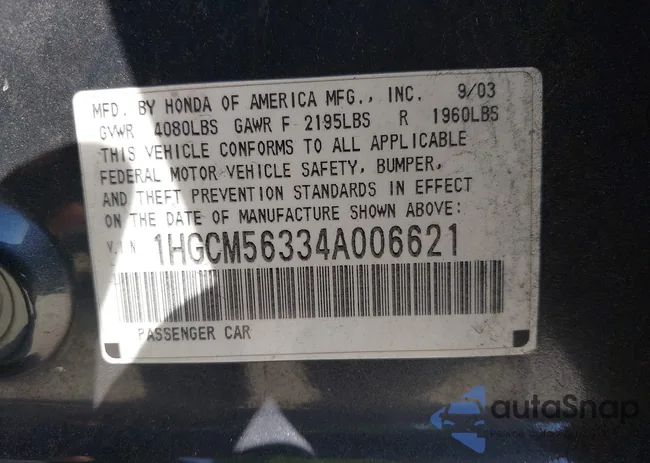 MFD. BY HONDA OF AMERICA MFG., INC. 9/03
GVWR 4080LBS GAWR F 2195LBS R 1960LBS
THIS VEHICLE CONFORMS TO ALL APPLICABLE
FEDERAL MOTOR VEHICLE SAFETY, BUMPER,
AND THEFT PREVENTION STANDARDS IN EFFECT
ON THE DATE OF MANUFACTURE SHOWN ABOVE:
V.I.N 1HGCM56334A006621
PASSENGER CAR
autaSnap